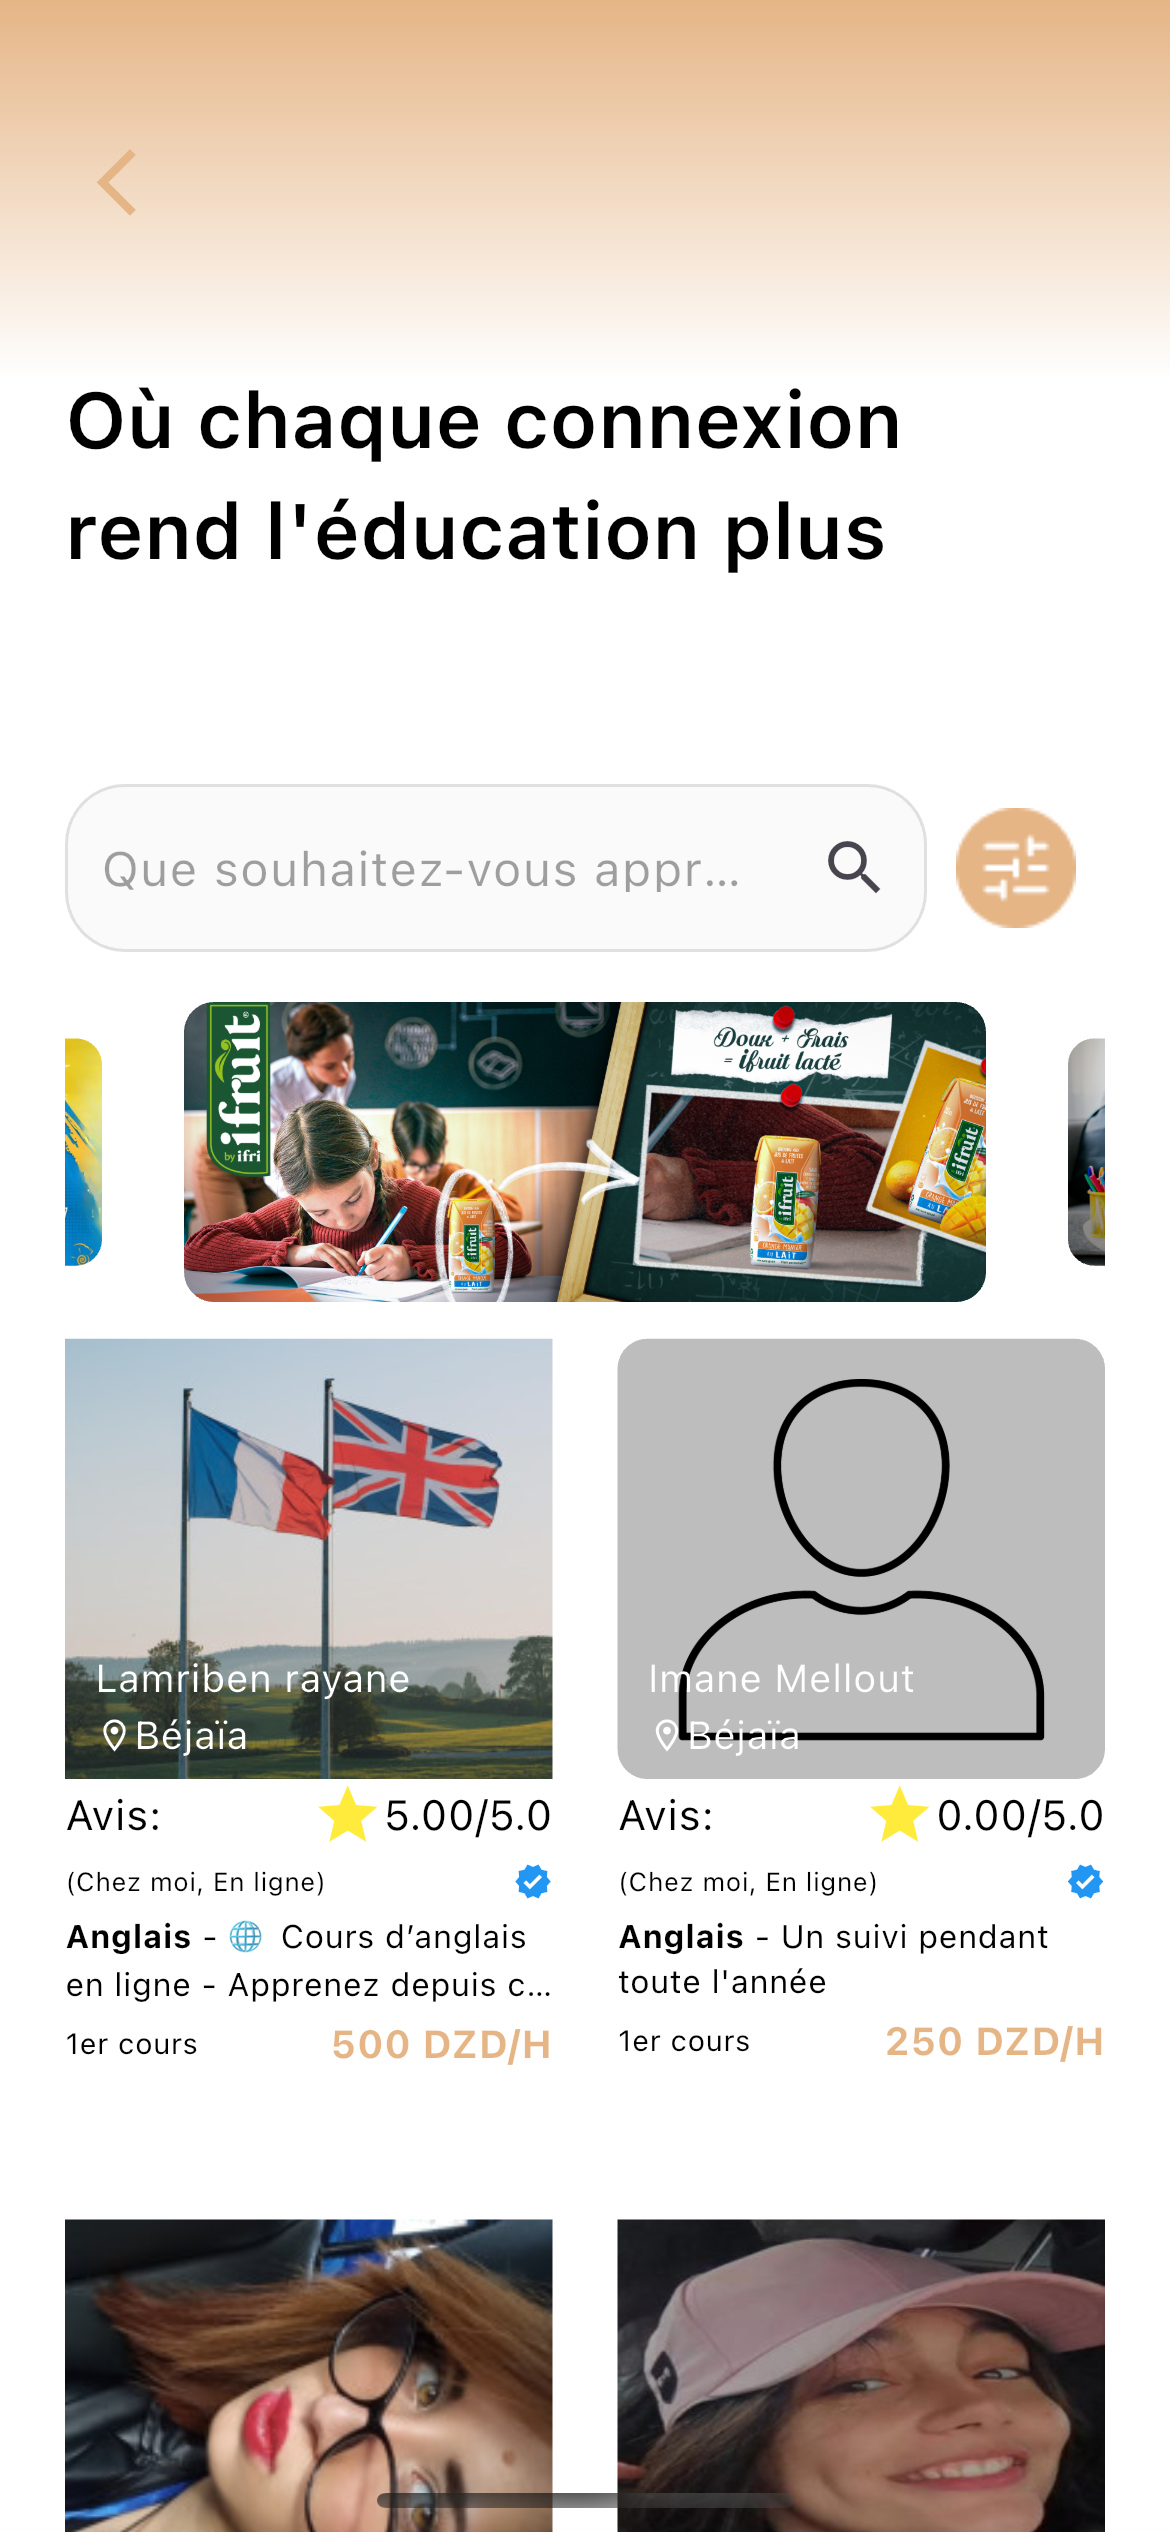 Où chaque connexion
rend l'éducation plus
Que souhaitez-vous appr...
ifruit
by ifri
Doux + Frais
= ifruit lacté
ifruit
ifruit
ifruit
Lamriben rayane
Béjaïa
Imane Mellout
Béjaïa
Avis: 5.00/5.0
Avis: 0.00/5.0
(Chez moi, En ligne)
(Chez moi, En ligne)
Anglais - 🌐 Cours d’anglais
en ligne - Apprenez depuis c...
Anglais - Un suivi pendant
toute l'année
1er cours 500 DZD/H
1er cours 250 DZD/H